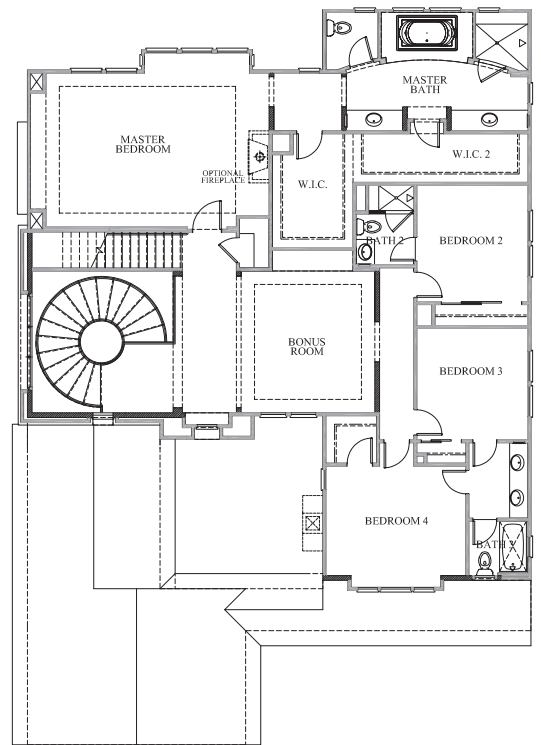 MASTER
BATH
MASTER
BEDROOM
OPTIONAL
FIREPLACE
W.I.C. 2
W.I.C.
BATH 2
BEDROOM 2
BONUS
ROOM
BEDROOM 3
BEDROOM 4
BATH 3